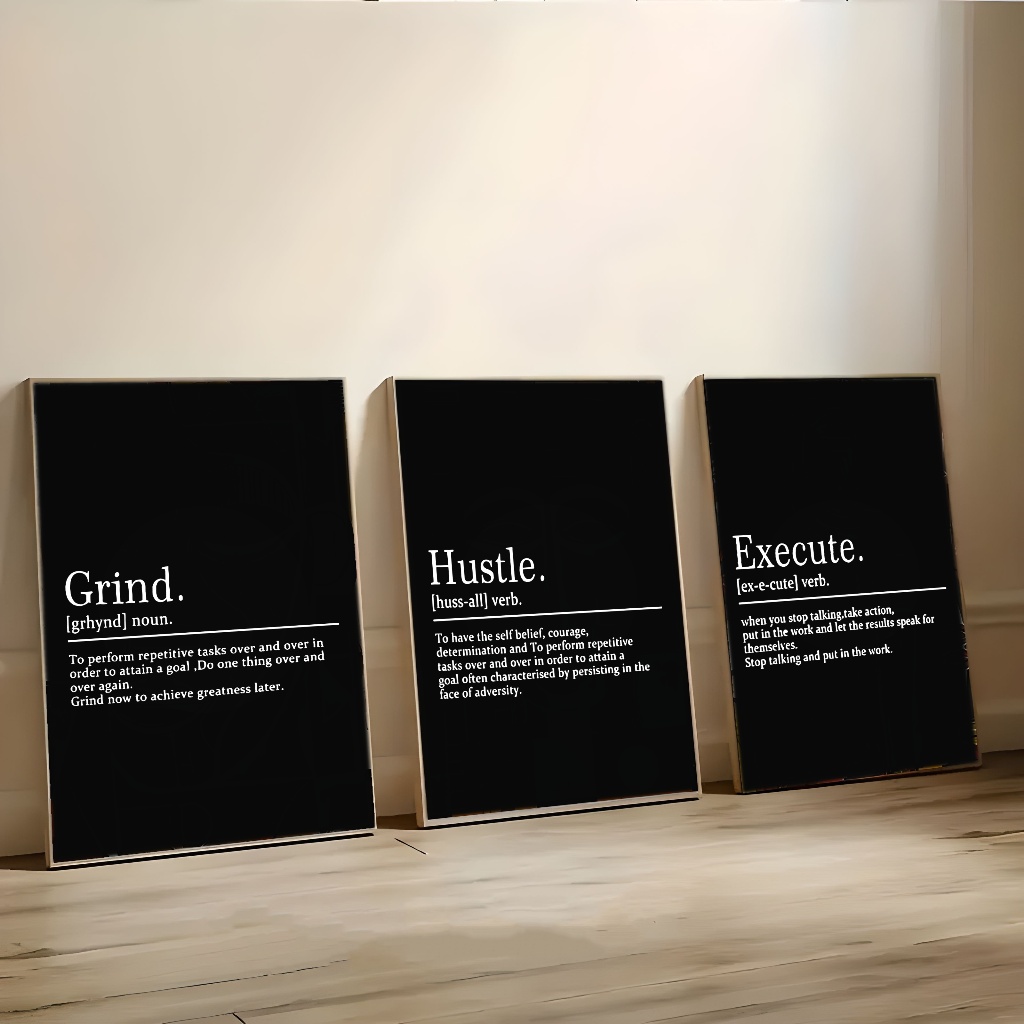 Grind.
[grhynd] noun.
To perform repetitive tasks over and over in
order to attain a goal ,Do one thing over and
over again.
Grind now to achieve greatness later.
Hustle.
[huss-all] verb.
To have the self belief, courage,
determination and To perform repetitive
tasks over and over in order to attain a
goal often characterised by persisting in the
face of adversity.
Execute.
[ex-e-cute] verb.
when you stop talking,take action,
put in the work and let the results speak for
themselves.
Stop talking and put in the work.